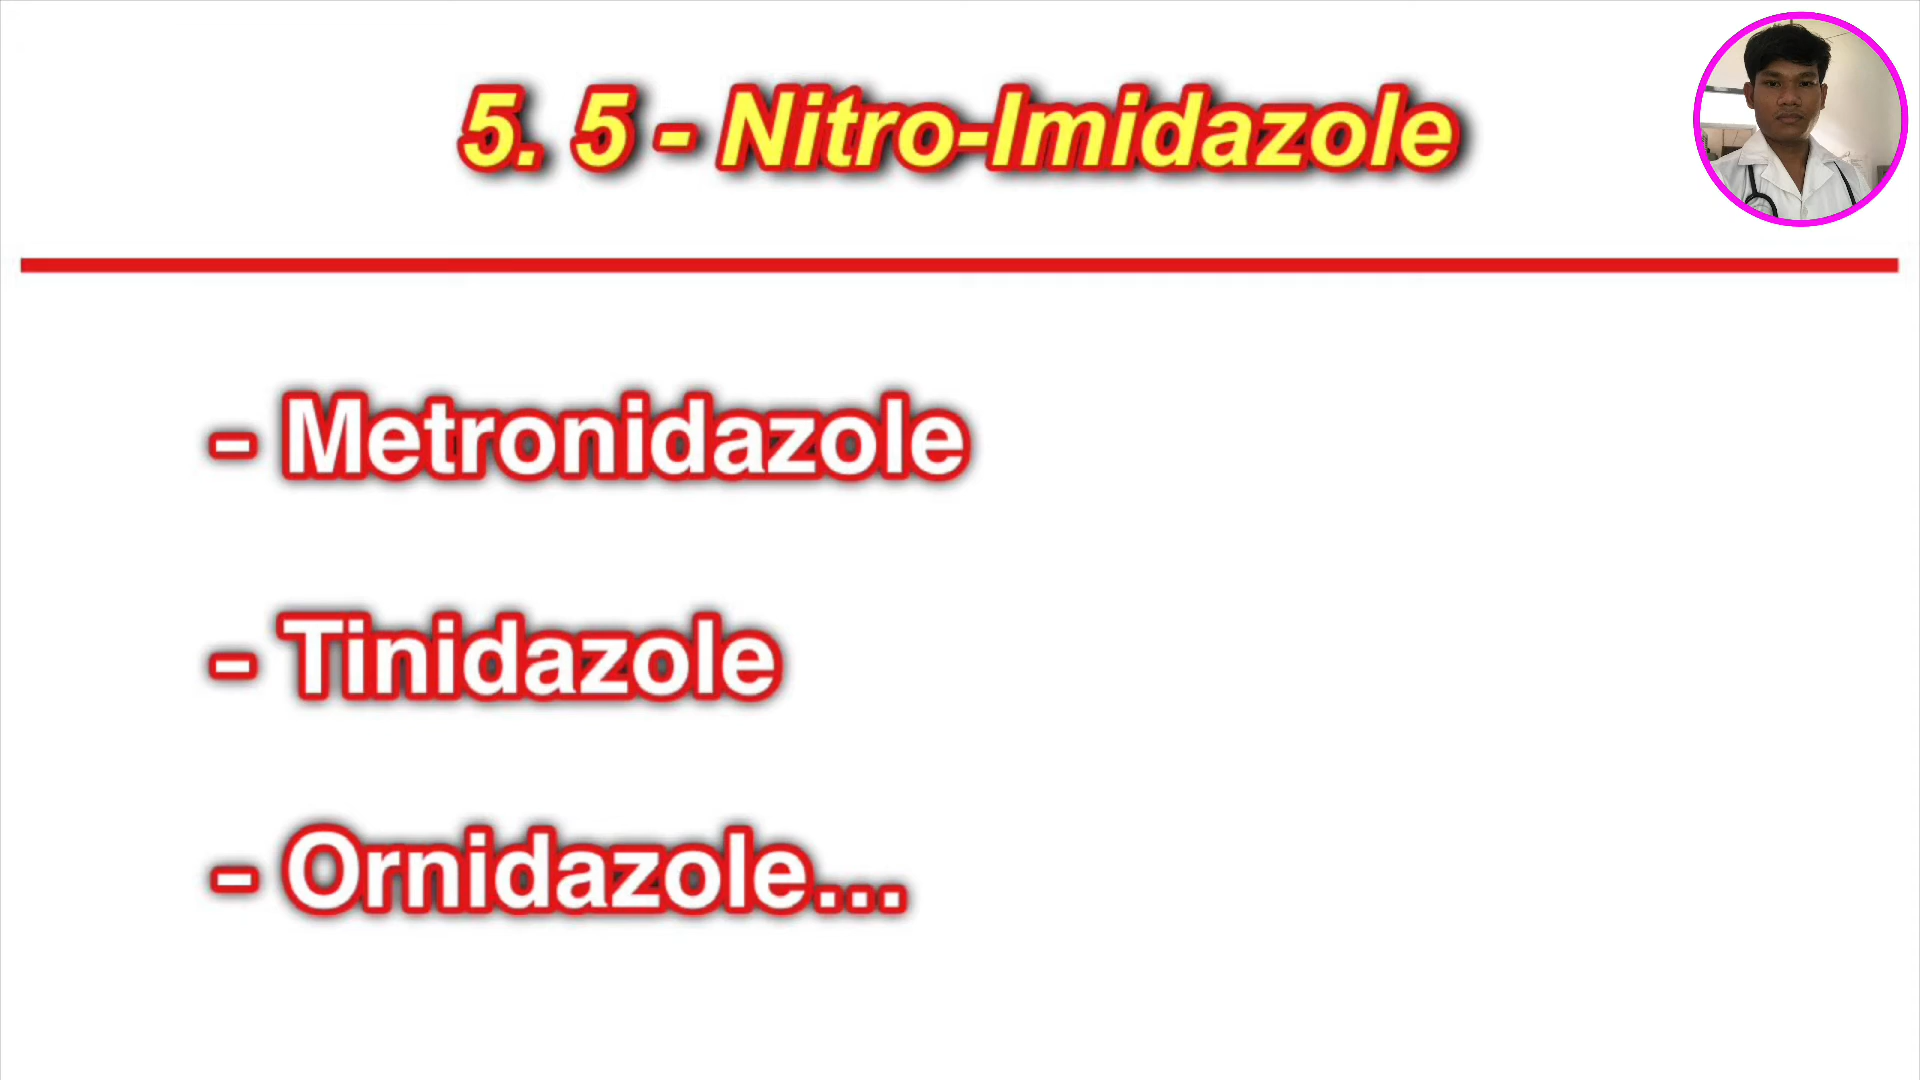 5. 5 - Nitro-Imidazole
- Metronidazole
- Tinidazole
- Ornidazole...